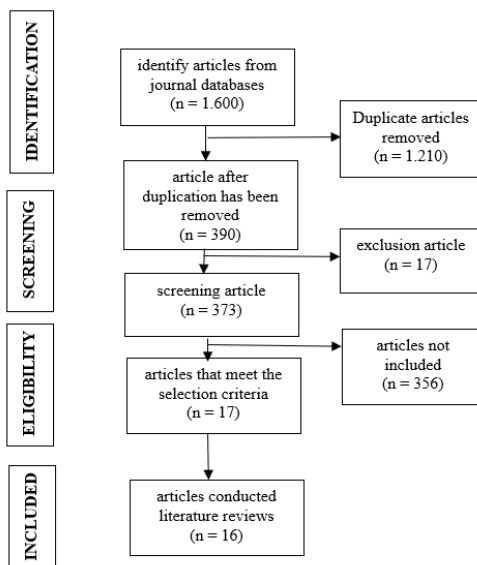 IDENTIFICATION
identify articles from
journal databases
(n = 1.600)
Duplicate articles
removed
(n = 1.210)
article after
duplication has been
removed
(n = 390)
SCREENING
exclusion article
(n = 17)
screening article
(n = 373)
ELIGIBILITY
articles not
included
(n = 356)
articles that meet the
selection criteria
(n = 17)
INCLUDED
articles conducted
literature reviews
(n = 16)